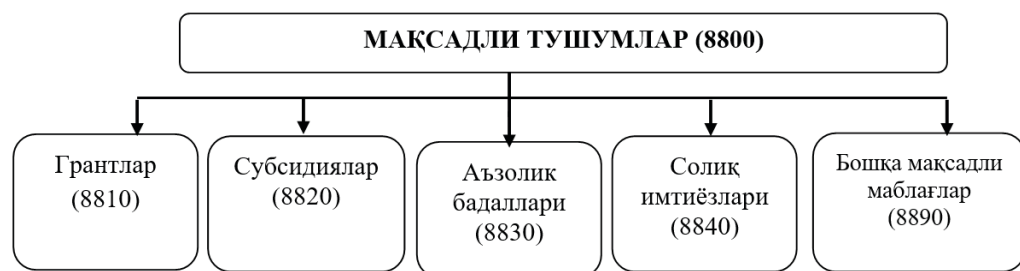 МАҚСАДЛИ ТУШУМЛАР (8800)
Грантлар
(8810)
Субсидиялар
(8820)
Аъзолик
бадаллари
(8830)
Солиқ
имтиёзлари
(8840)
Бошқа мақсадли
маблағлар
(8890)